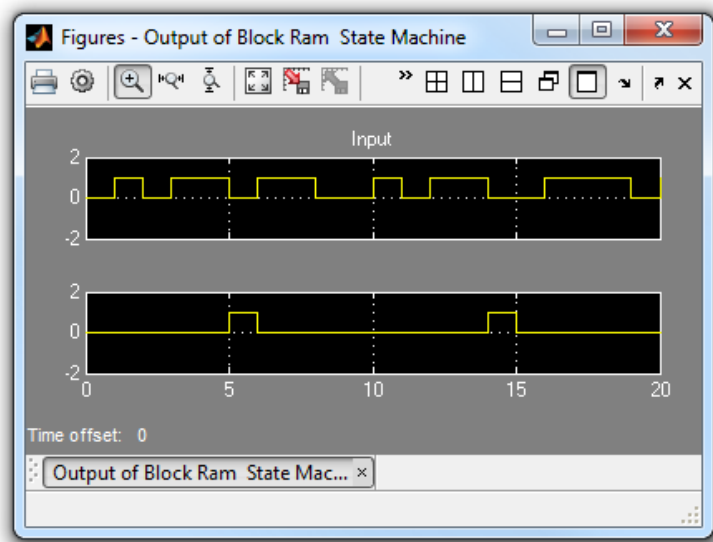 Figures - Output of Block Ram  State Machine
Input
2
0
-2
2
0
-2
0 5 10 15 20
Time offset: 0
Output of Block Ram  State Mac...